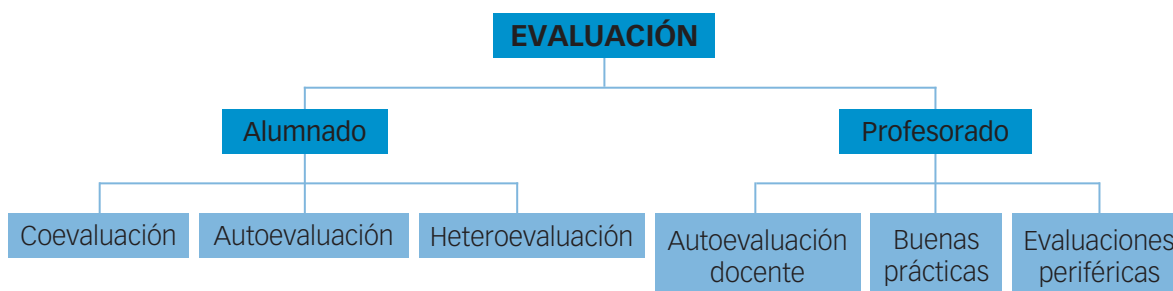 EVALUACIÓN
Alumnado
Profesorado
Coevaluación
Autoevaluación
Heteroevaluación
Autoevaluación
docente
Buenas
prácticas
Evaluaciones
periféricas